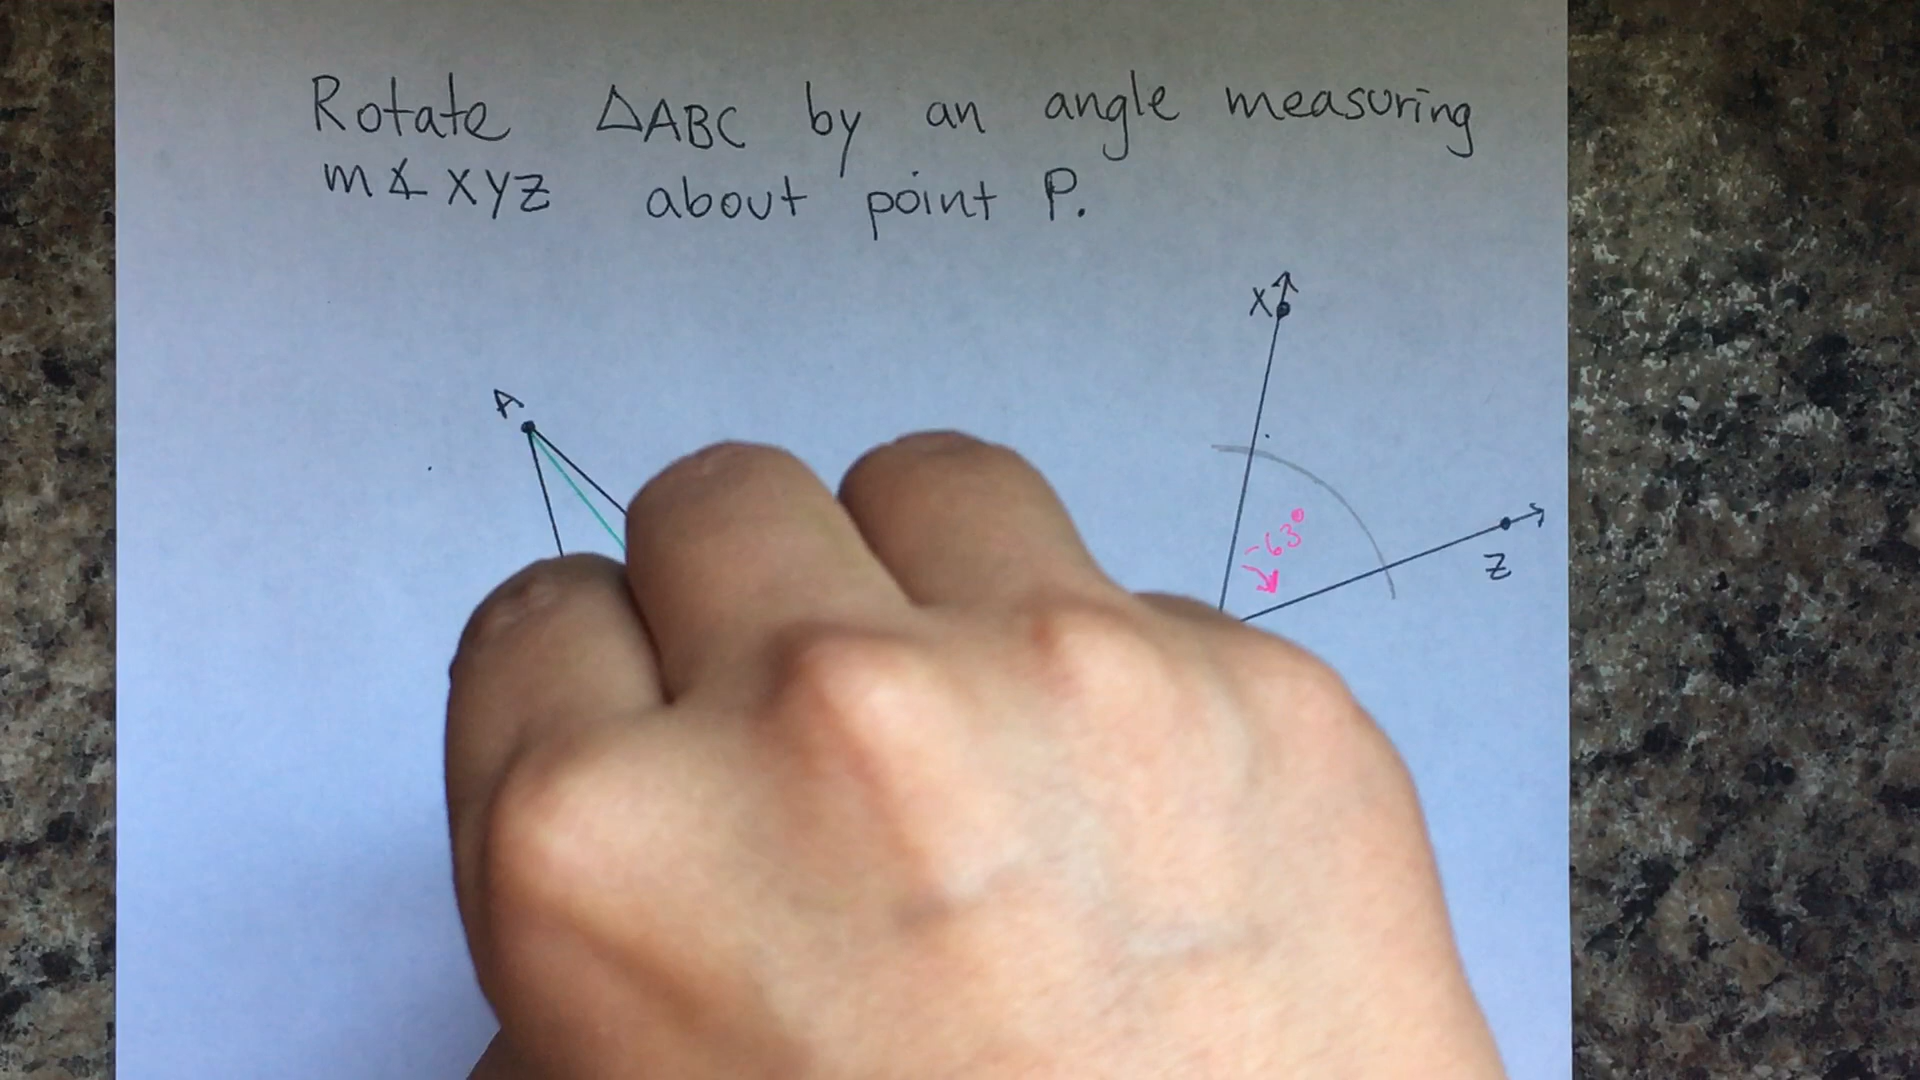 Rotate △ABC by an angle measuring
m∡XYZ about point P.
X
A
-63°
Z